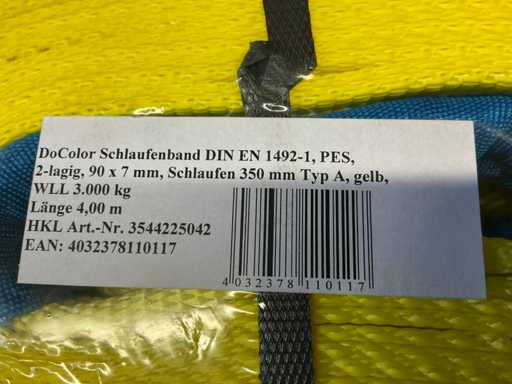 DoColor Schlaufenband DIN EN 1492-1, PES,
2-lagig, 90 x 7 mm, Schlaufen 350 mm Typ A, gelb,
WLL 3.000 kg
Länge 4,00 m
HKL Art.-Nr. 3544225042
EAN: 4032378110117
4 032378 110117